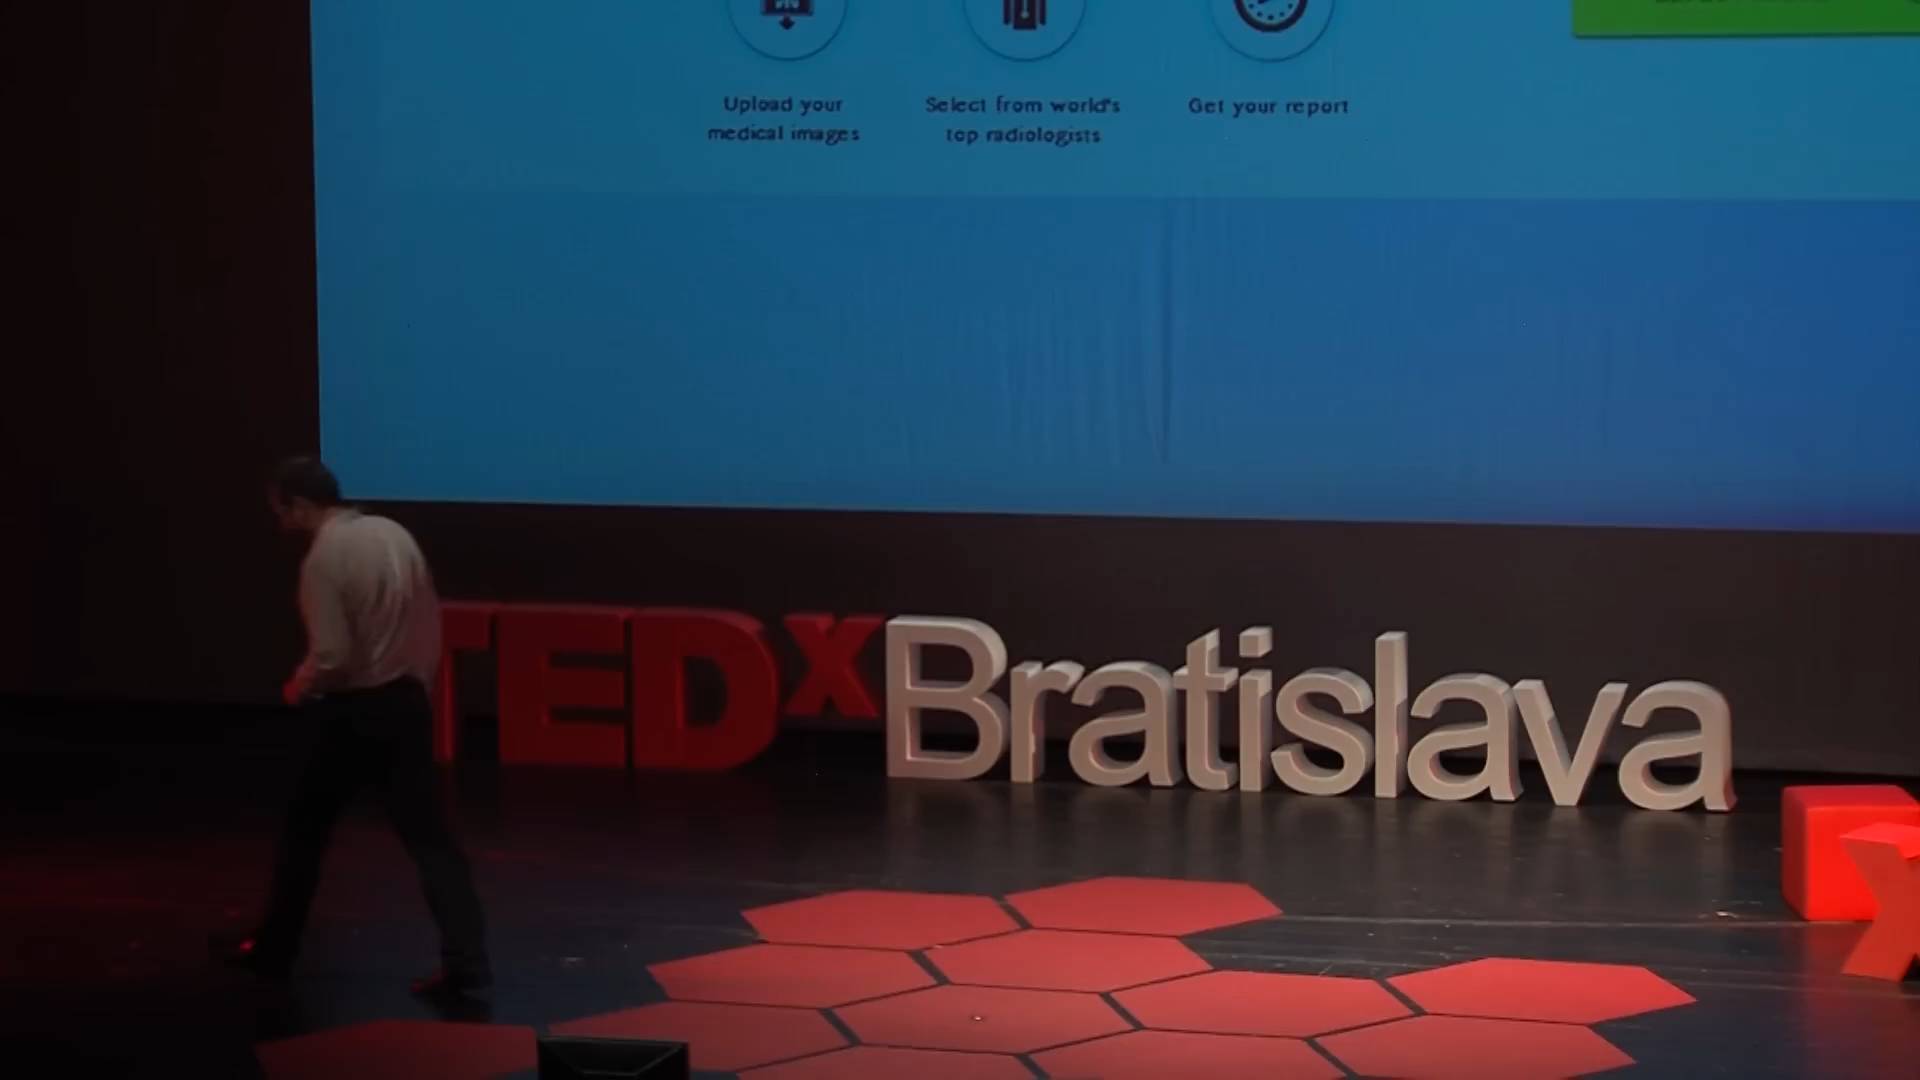 Upload your
medical images
Select from world's
top radiologists
Get your report
TEDxBratislava
x